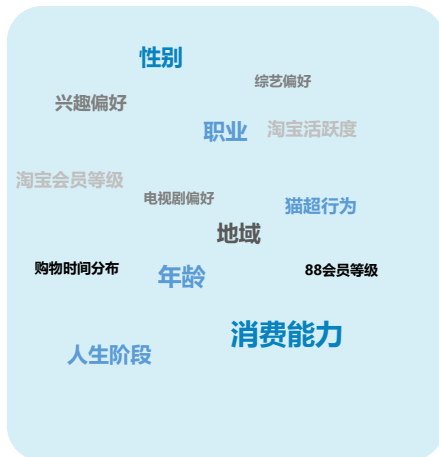 性别
综艺偏好
兴趣偏好
职业
淘宝活跃度
淘宝会员等级
电视剧偏好
猫超行为
地域
购物时间分布
年龄
88会员等级
消费能力
人生阶段